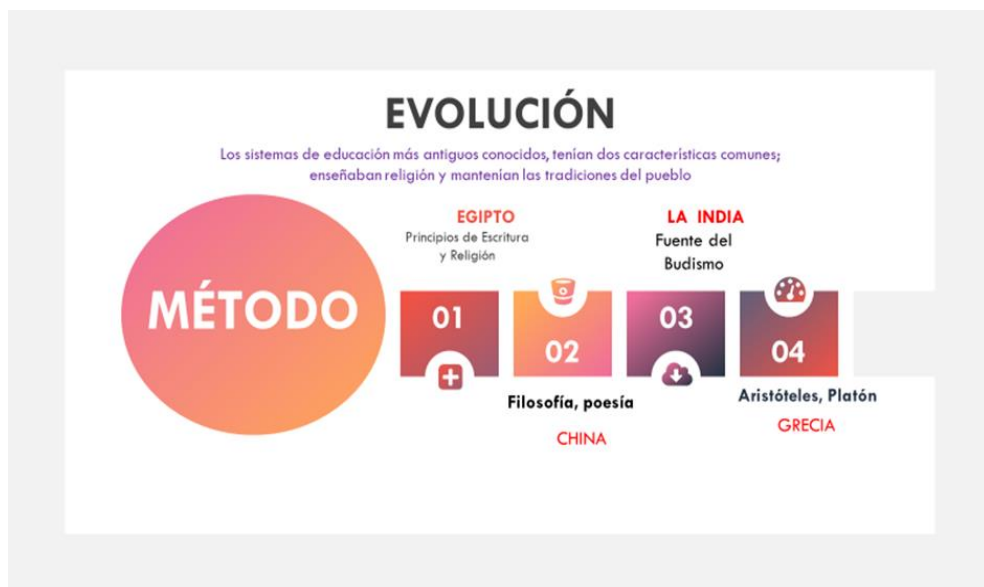 EVOLUCIÓN
Los sistemas de educación más antiguos conocidos, tenían dos características comunes;
enseñaban religión y mantenían las tradiciones del pueblo
MÉTODO
EGIPTO
Principios de Escritura
y Religión
01
02
Filosofía, poesía
CHINA
LA INDIA
Fuente del
Budismo
03
04
Aristóteles, Platón
GRECIA